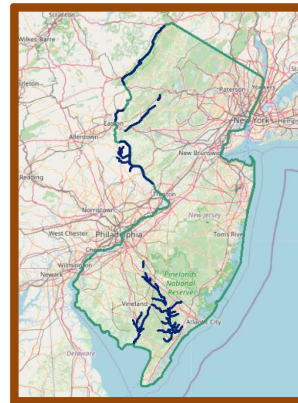 Scranton
Wilkes-Barre
Paterson
New York
Hemps
Easton
Allentown
New Brunswick
Reading
Trenton
Norristown
New Jersey
Philadelphia
West Chester
Toms River
Wilmington
Newark
Pinelands
National
Reserve
Vineland
Atlantic City
Delaware